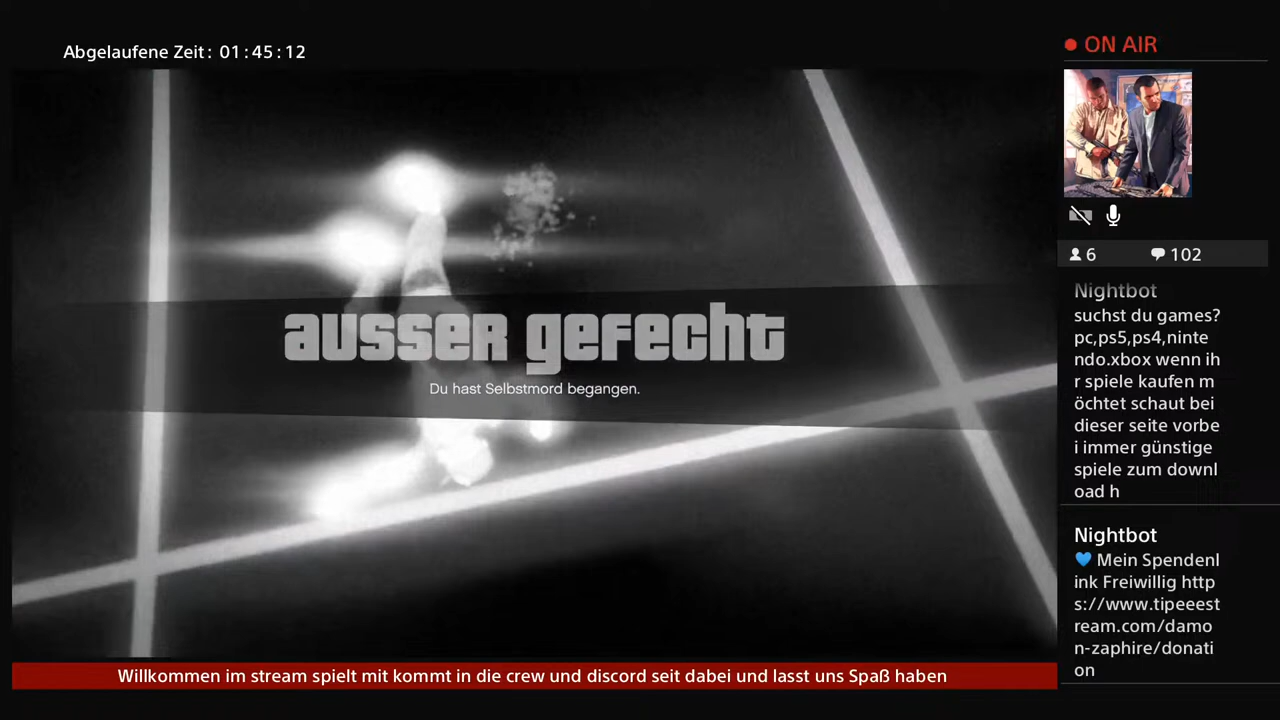 Abgelaufene Zeit: 01:45:12
ON AIR
6 102
Nightbot
suchst du games?
pc,ps5,ps4,ninte
ndo.xbox wenn ih
r spiele kaufen m
öchtet schaut bei
dieser seite vorbe
i immer günstige
spiele zum downl
oad h
Nightbot
💙 Mein Spendenl
ink Freiwillig http
s://www.tipeeest
ream.com/damo
n-zaphire/donati
on
ausser gefecht
Du hast Selbstmord begangen.
Willkommen im stream spielt mit kommt in die crew und discord seit dabei und lasst uns Spaß haben